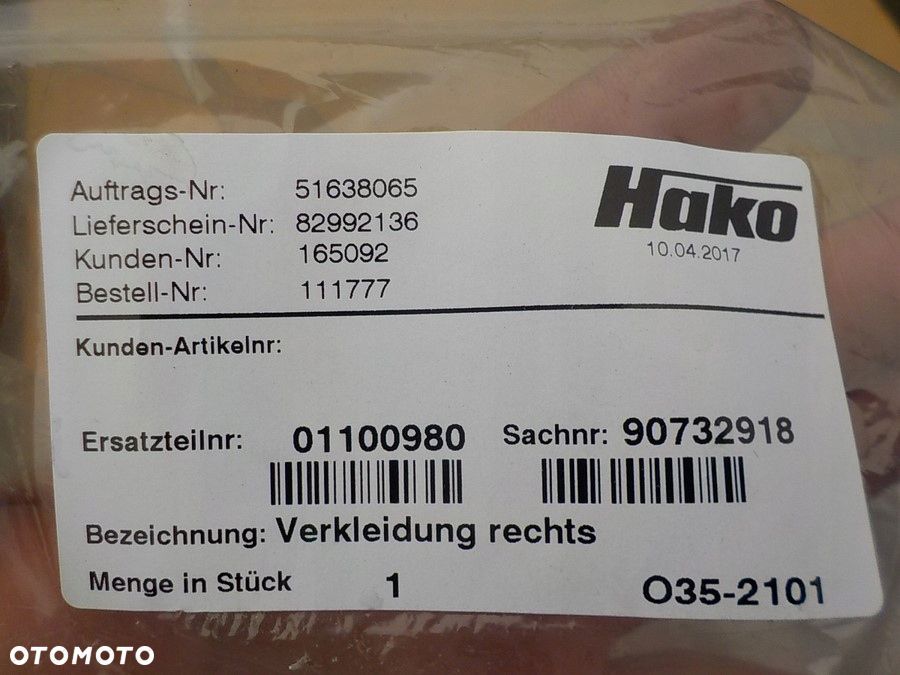 Hako
10.04.2017
Auftrags-Nr: 51638065
Lieferschein-Nr: 82992136
Kunden-Nr: 165092
Bestell-Nr: 111777
Kunden-Artikelnr:
Ersatzteilnr: 01100980 Sachnr: 90732918
Bezeichnung: Verkleidung rechts
Menge in Stück 1 O35-2101
OTOMOTO